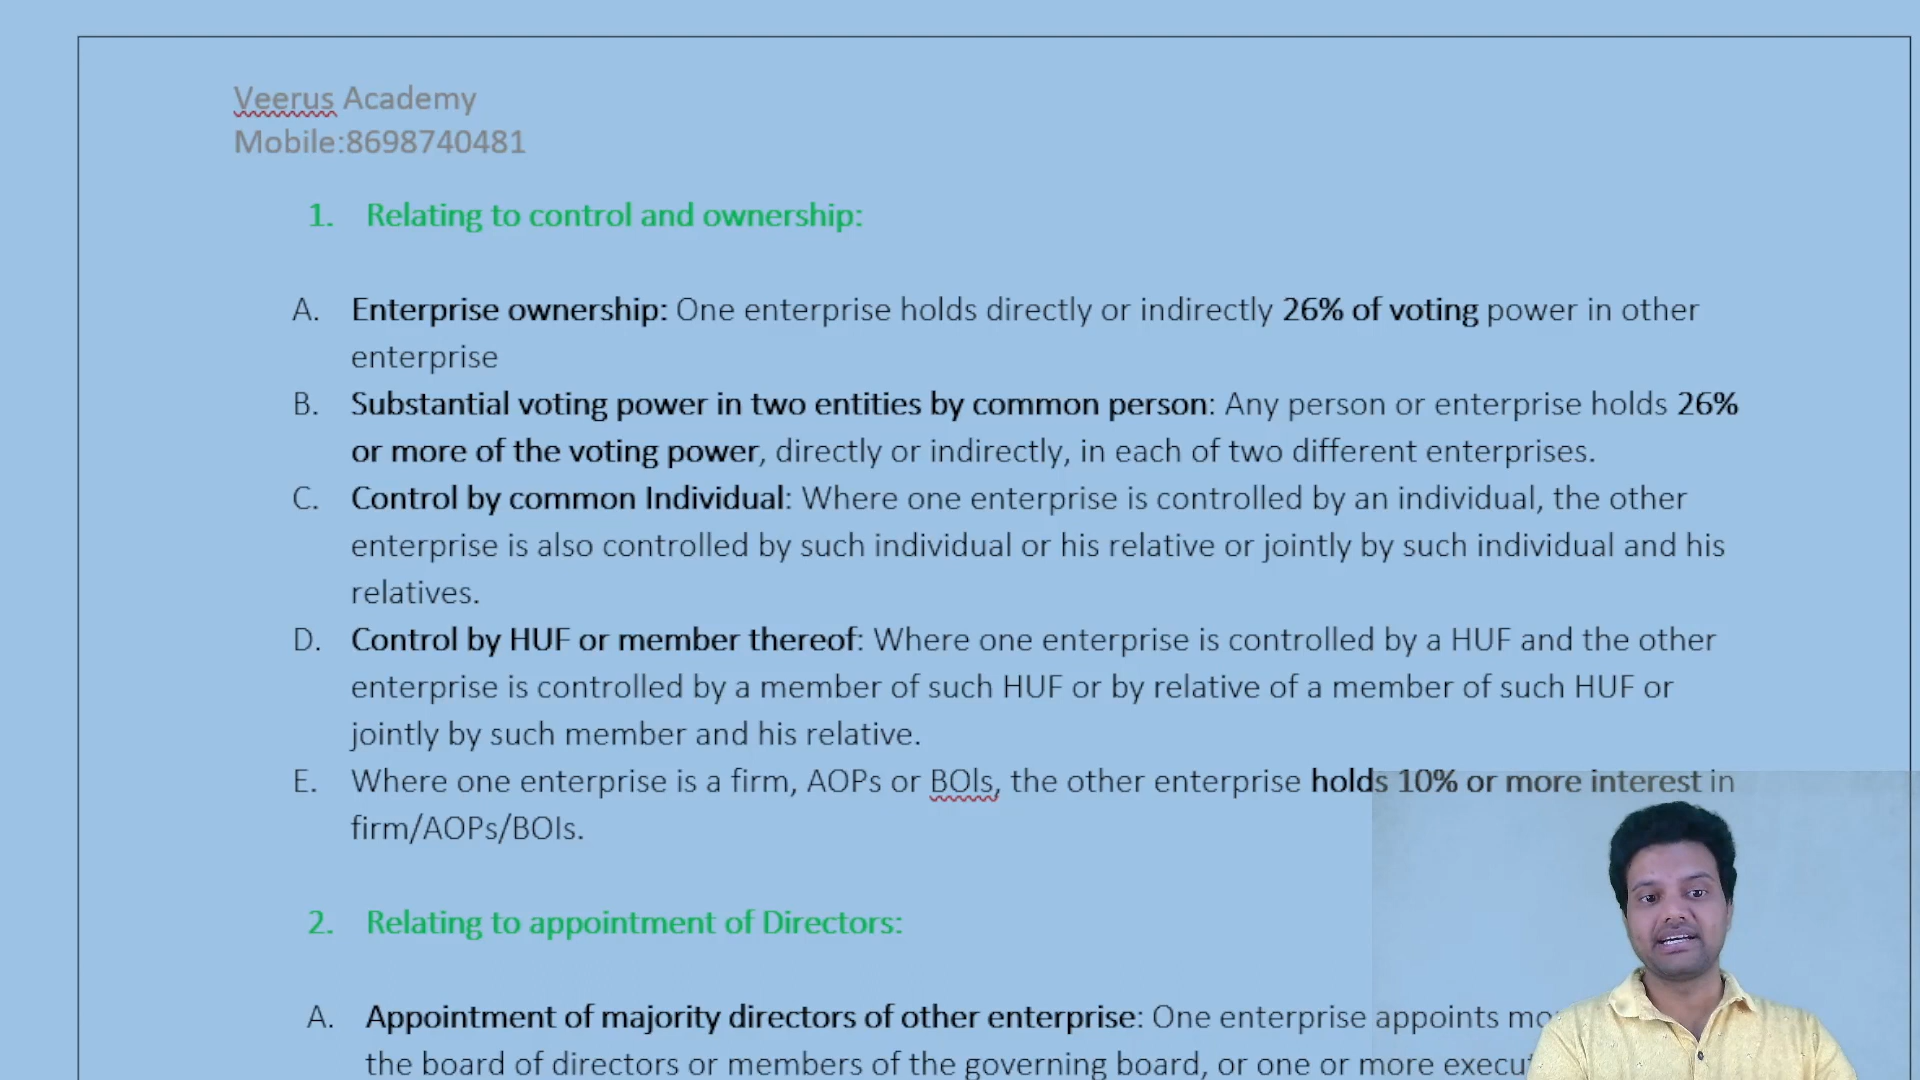 Veerus Academy
Mobile:8698740481
1. Relating to control and ownership:
A. Enterprise ownership: One enterprise holds directly or indirectly 26% of voting power in other
enterprise
B. Substantial voting power in two entities by common person: Any person or enterprise holds 26%
or more of the voting power, directly or indirectly, in each of two different enterprises.
C. Control by common Individual: Where one enterprise is controlled by an individual, the other
enterprise is also controlled by such individual or his relative or jointly by such individual and his
relatives.
D. Control by HUF or member thereof: Where one enterprise is controlled by a HUF and the other
enterprise is controlled by a member of such HUF or by relative of a member of such HUF or
jointly by such member and his relative.
E. Where one enterprise is a firm, AOPs or BOIs, the other enterprise holds 10% or more interest in
firm/AOPs/BOIs.
2. Relating to appointment of Directors:
A. Appointment of majority directors of other enterprise: One enterprise appoints
the board of directors or members of the governing board, or one or more